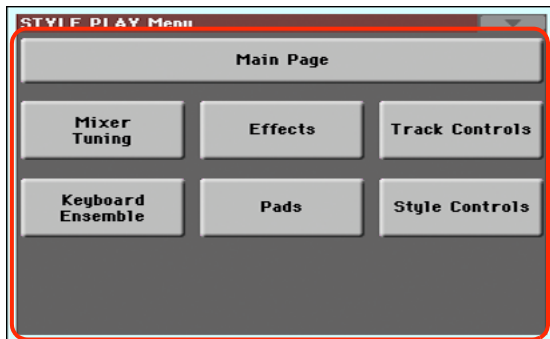 STYLE PLAY Menu
Main Page
Mixer
Tuning
Effects
Track Controls
Keyboard
Ensemble
Pads
Style Controls